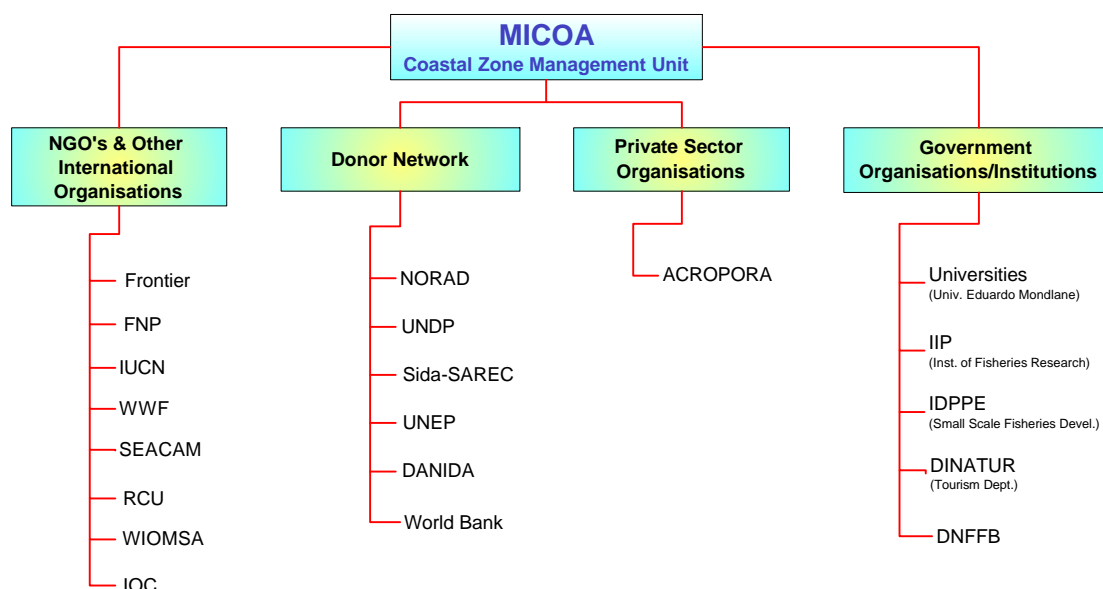 MICOA
Coastal Zone Management Unit
NGO's & Other
International
Organisations
Frontier
FNP
IUCN
WWF
SEACAM
RCU
WIOMSA
IOC
Donor Network
NORAD
UNDP
Sida-SAREC
UNEP
DANIDA
World Bank
Private Sector
Organisations
ACROPORA
Government
Organisations/Institutions
Universities
(Univ. Eduardo Mondlane)
IIP
(Inst. of Fisheries Research)
IDPPE
(Small Scale Fisheries Devel.)
DINATUR
(Tourism Dept.)
DNFFB